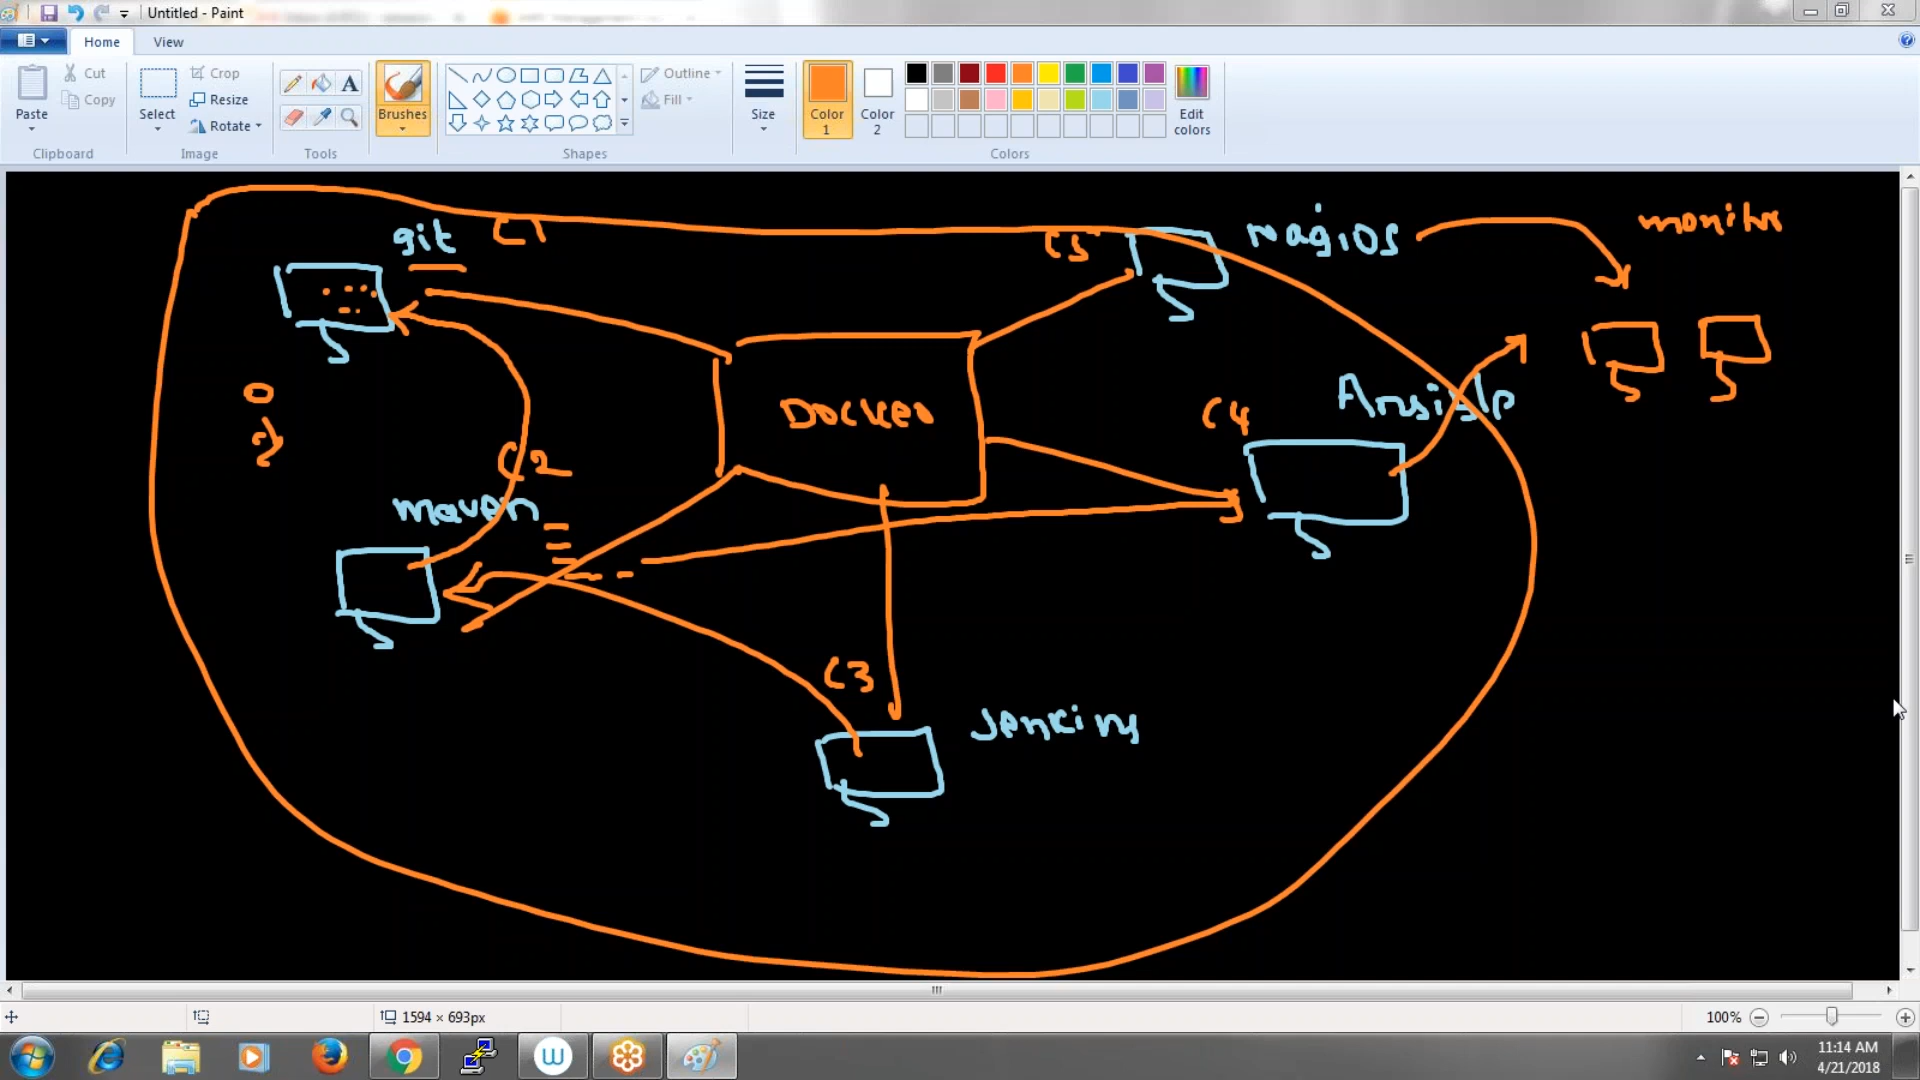 Untitled - Paint
Home View
Paste
Cut
Copy
Clipboard
Select
Crop
Resize
Rotate
Image
A
Tools
Brushes
Shapes
Outline
Fill
Size
Color 1
Color 2
Edit colors
Colors
git C1
C5 nagios monitor
Docker
C4 Ansible
C2
maven
C3
Jenkins
1594 × 693px
100%
11:14 AM
4/21/2018